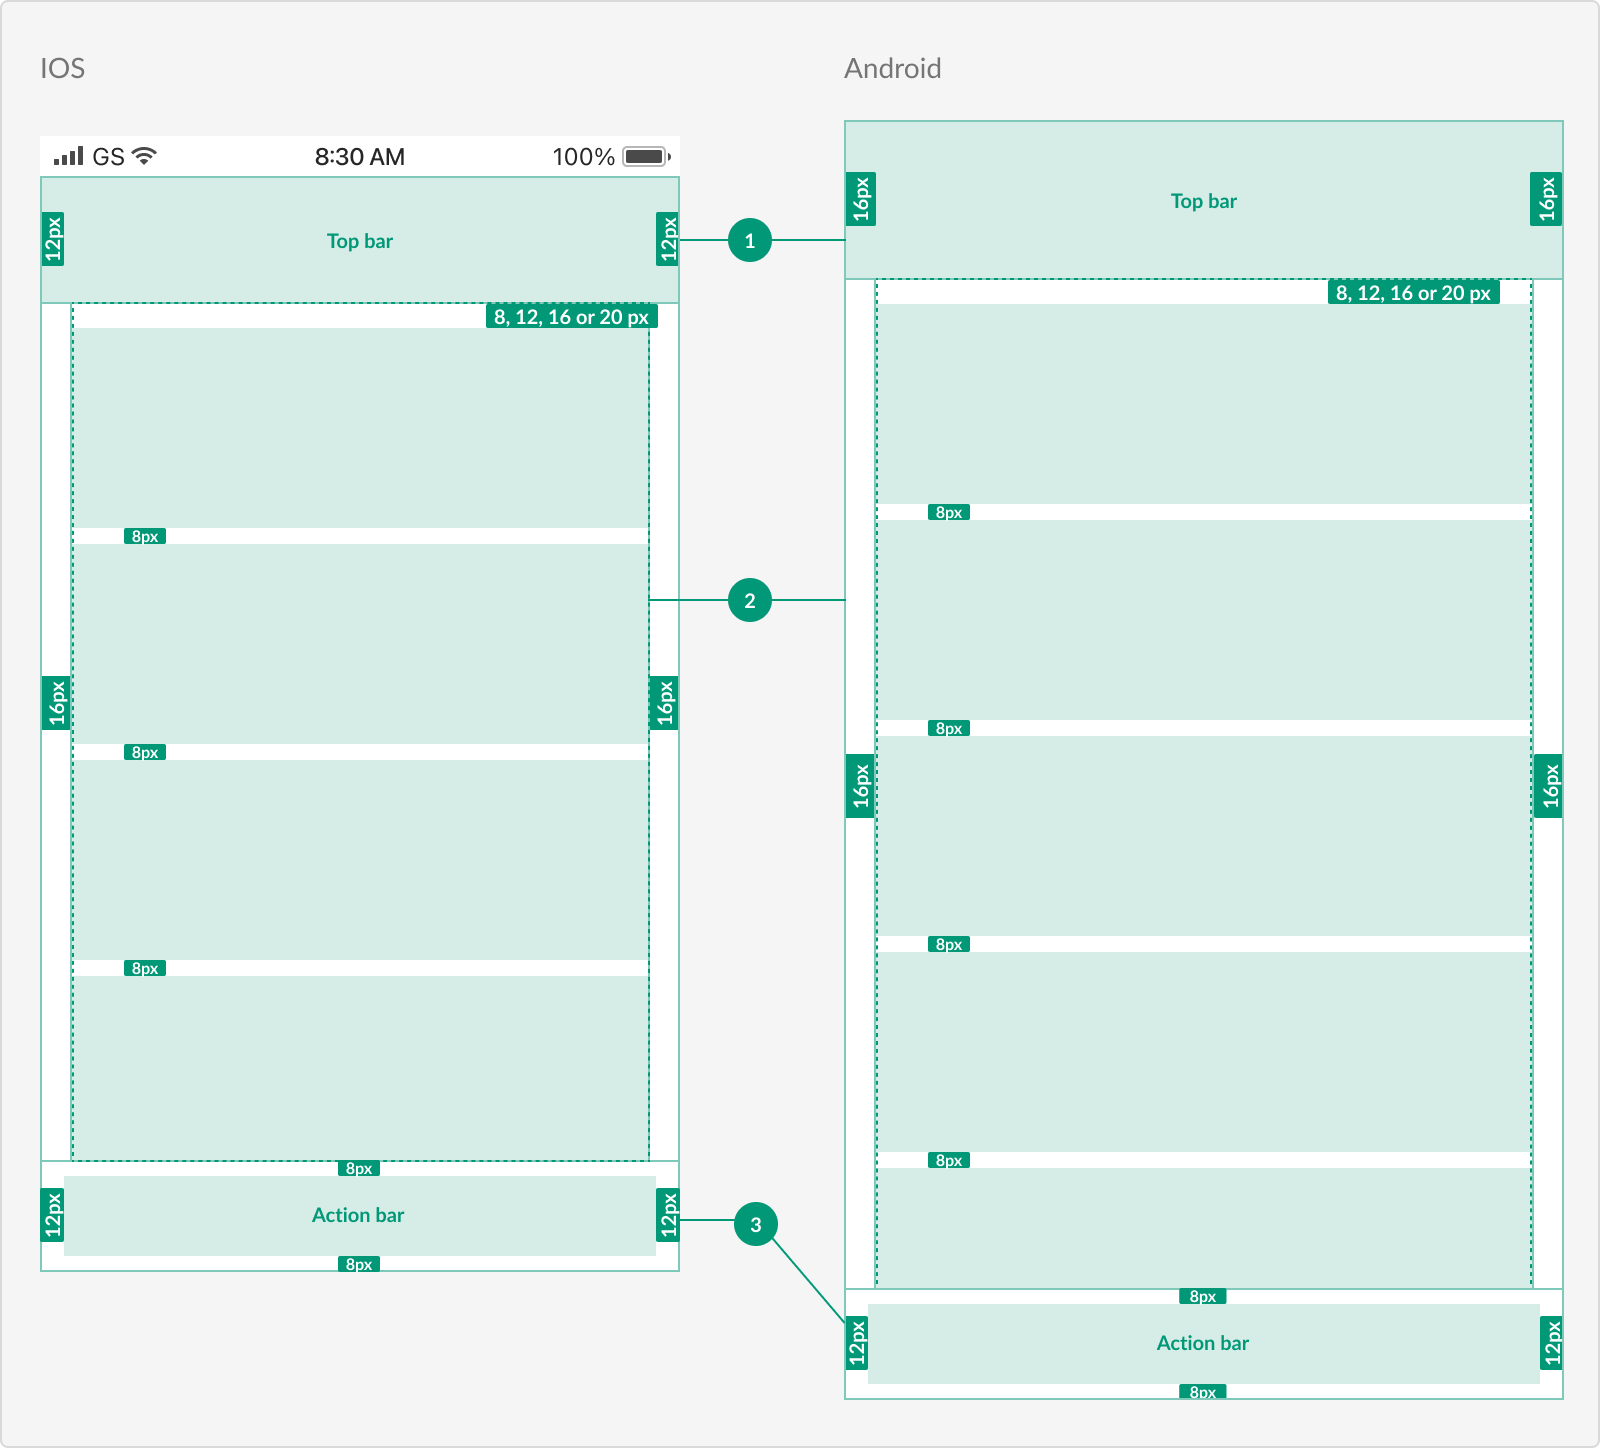 IOS
Android
GS
8:30 AM
100%
12px
Top bar
12px
1
16px
Top bar
16px
8, 12, 16 or 20 px
8, 12, 16 or 20 px
8px
8px
2
16px
16px
8px
8px
16px
16px
8px
8px
8px
8px
12px
Action bar
12px
3
8px
8px
12px
Action bar
12px
8px